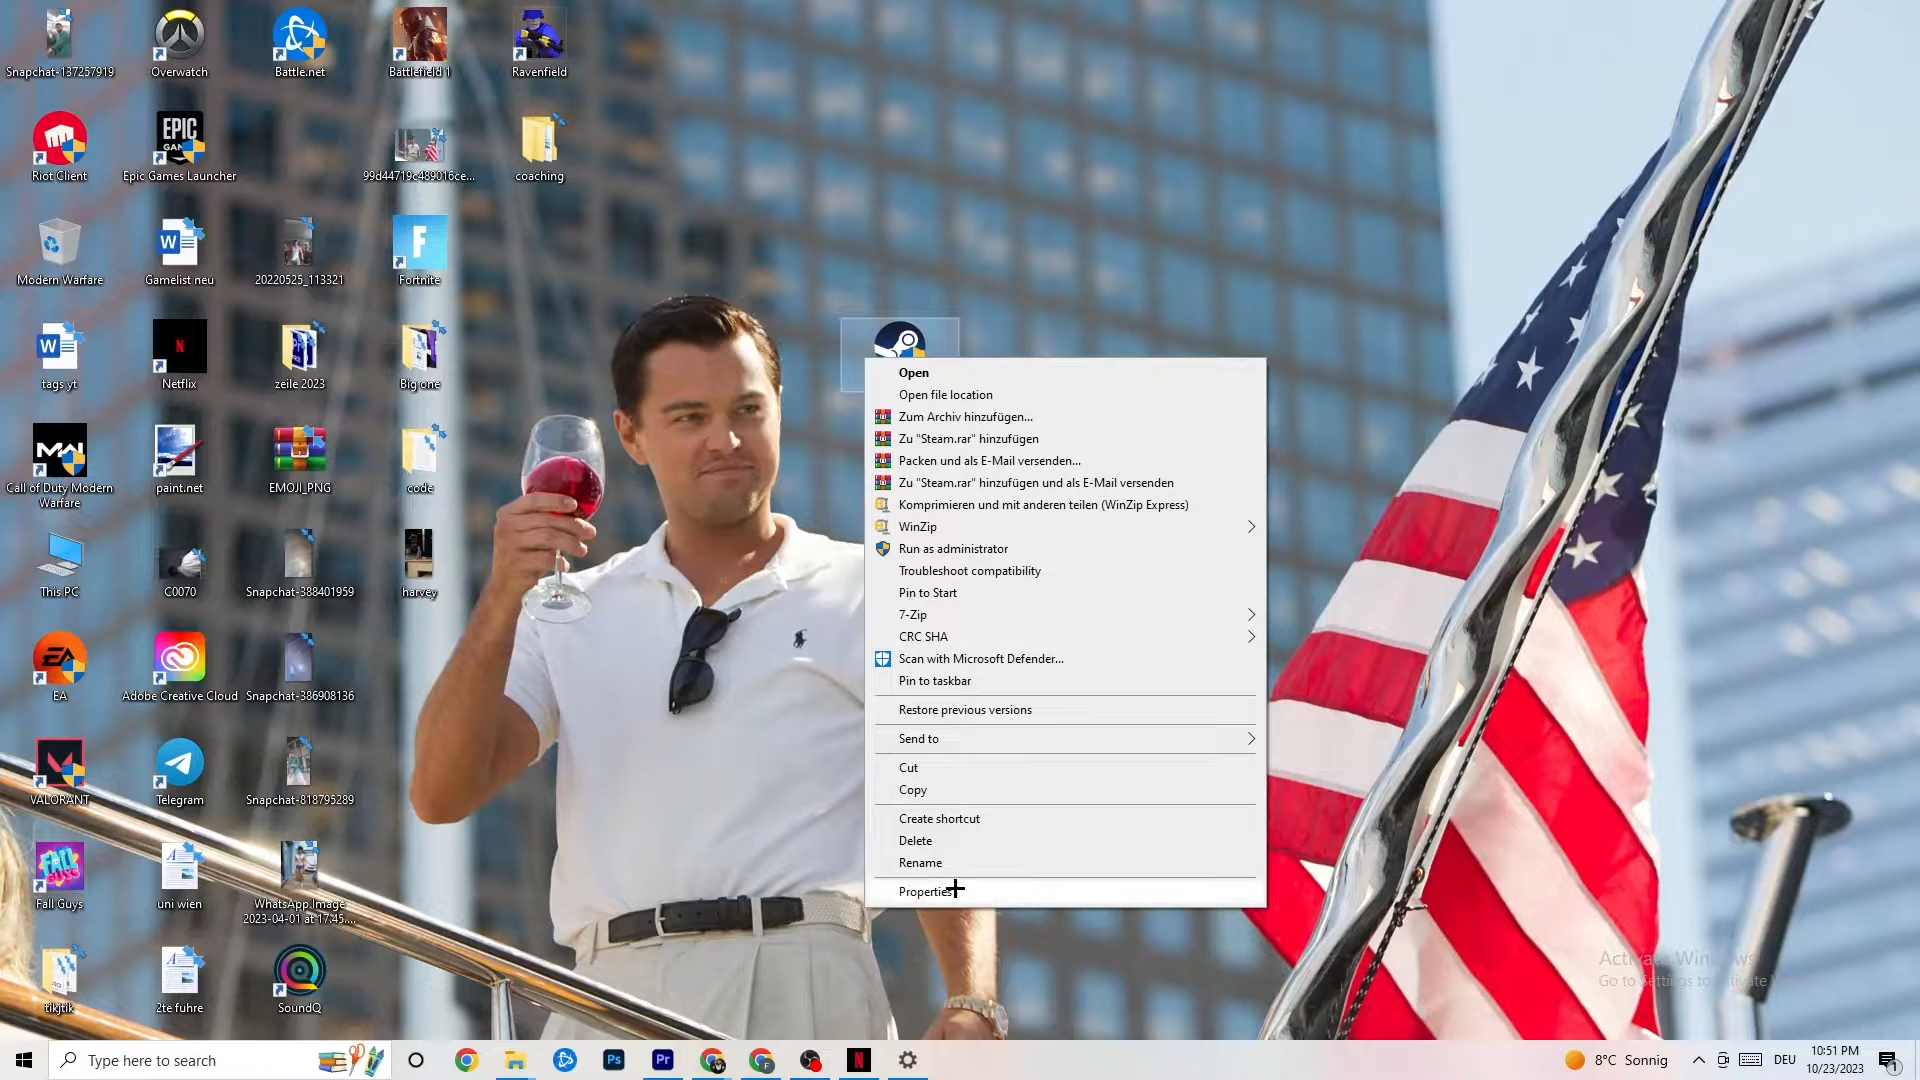 Snapchat-137257919
Overwatch
Battle.net
Battlefield 1
Ravenfield
Riot Client
EPIC
Epic Games Launcher
99d44719c489016ce...
coaching
Modern Warfare
Gamelist neu
20220525_113321
F
Fortnite
tags yt
N
Netflix
zeile 2023
Big one
Call of Duty Modern
Warfare
paint.net
EMOJI_PNG
code
This PC
C0070
Snapchat-388401959
harvey
EA
EA
Adobe Creative Cloud
Snapchat-386908136
VALORANT
Telegram
Snapchat-818795289
Fall Guys
uni wien
WhatsApp Image
2023-04-01 at 17.45....
tikjtik
2te fuhre
SoundQ
Open
Open file location
Zum Archiv hinzufügen...
Zu "Steam.rar" hinzufügen
Packen und als E-Mail versenden...
Zu "Steam.rar" hinzufügen und als E-Mail versenden
Komprimieren und mit anderen teilen (WinZip Express)
WinZip
Run as administrator
Troubleshoot compatibility
Pin to Start
7-Zip
CRC SHA
Scan with Microsoft Defender...
Pin to taskbar
Restore previous versions
Send to
Cut
Copy
Create shortcut
Delete
Rename
Properties
Activate Windows
Go to Settings to activate
Type here to search
Ps
Pr
F
N
8°C Sonnig
DEU
10:51 PM
10/23/2023
1